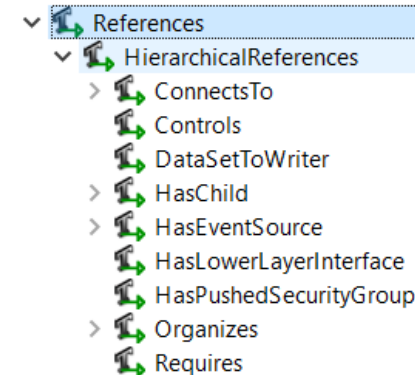 References
HierarchicalReferences
ConnectsTo
Controls
DataSetToWriter
HasChild
HasEventSource
HasLowerLayerInterface
HasPushedSecurityGroup
Organizes
Requires